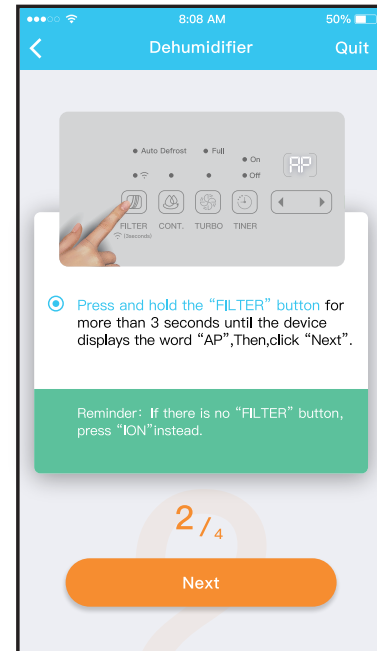 8:08 AM
50%
Dehumidifier
Quit
Auto Defrost
Full
On
Off
AP
FILTER
CONT.
TURBO
TINER
(3seconds)
Press and hold the “FILTER” button for
more than 3 seconds until the device
displays the word “AP”,Then,click “Next”.
Reminder: If there is no “FILTER” button,
press “ION”instead.
2/4
Next